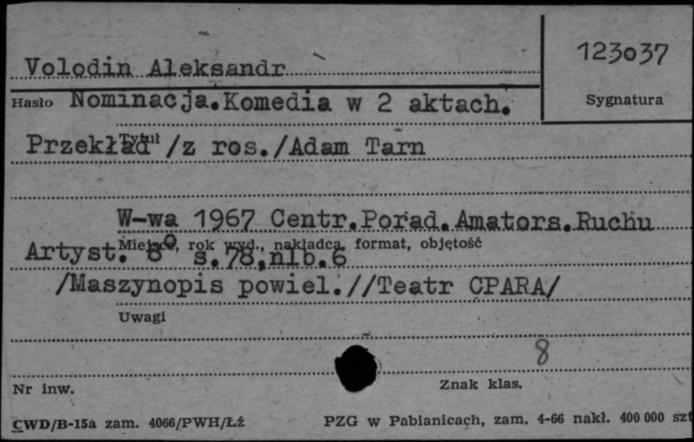 Volodin Aleksandr
123037
Hasło Nominacja.Komedia w 2 aktach.
Sygnatura
Tytuł
Przekład /z ros./Adam Tarn
W-wa 1967 Centr.Porad.Amators.Ruchu
Miejsce, rok wyd., nakładca, format, objętość
Artyst. 8° s.78,nlb.6
/Maszynopis powiel.//Teatr CPARA/
Uwagi
8
Nr inw.
Znak klas.
CWD/B-15a zam. 4066/PWH/Łź
PZG w Pabianicach, zam. 4-66 nakł. 400 000 szt